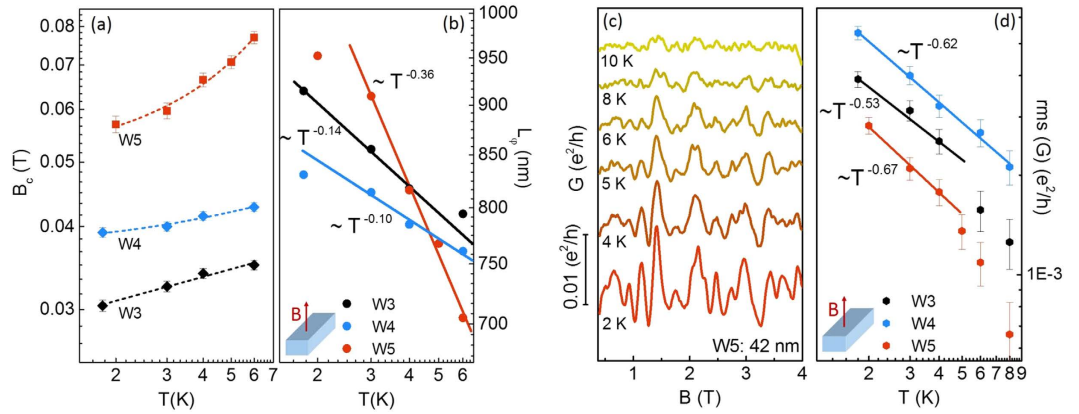 (a)
0.08
0.07
0.06
0.05
0.04
0.03
B_c (T)
W5
W4
W3
2
3
4
5
6
7
T(K)
(b)
1000
950
900
850
800
750
700
L_φ (nm)
~ T^-0.36
~ T^-0.14
~ T^-0.10
B
W3
W4
W5
2
3
4
5
6
T(K)
(c)
G (e²/h)
0.01 (e²/h)
10 K
8 K
6 K
5 K
4 K
2 K
W5: 42 nm
1
2
3
4
B (T)
(d)
~T^-0.62
~T^-0.53
~T^-0.67
rms (G) (e²/h)
1E-3
B
W3
W4
W5
2
3
4
5
6
7
8
9
T (K)